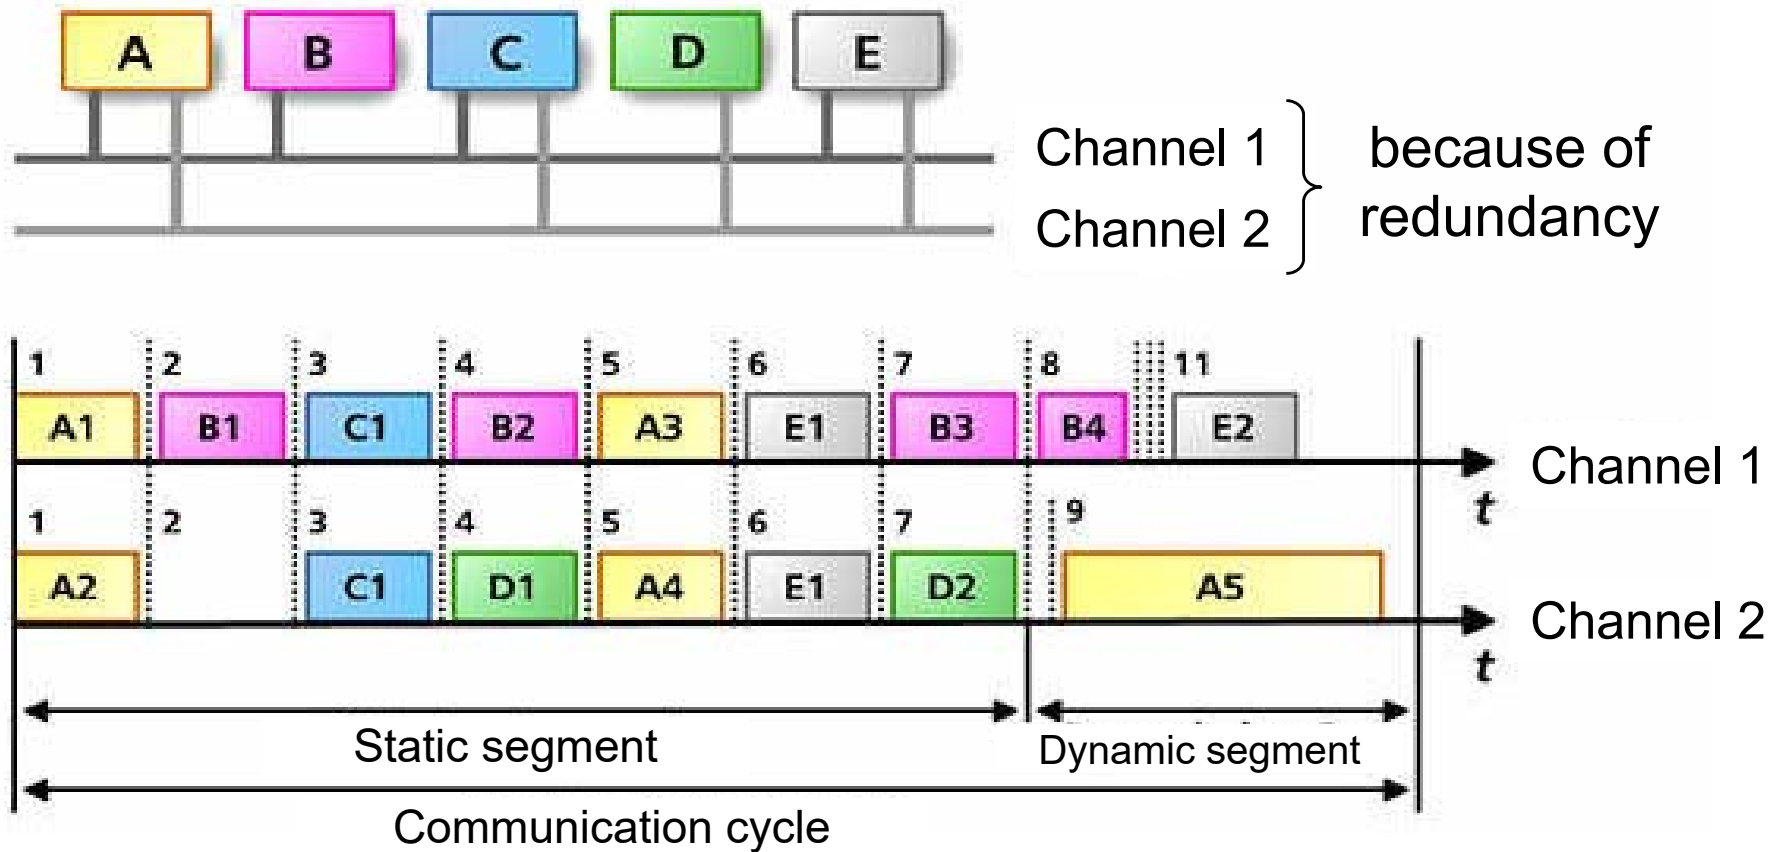 A B C D E
Channel 1
Channel 2
because of
redundancy
1 2 3 4 5 6 7 8 11
A1 B1 C1 B2 A3 E1 B3 B4 E2
Channel 1
t
1 2 3 4 5 6 7 9
A2 C1 D1 A4 E1 D2 A5
Channel 2
t
Static segment
Dynamic segment
Communication cycle